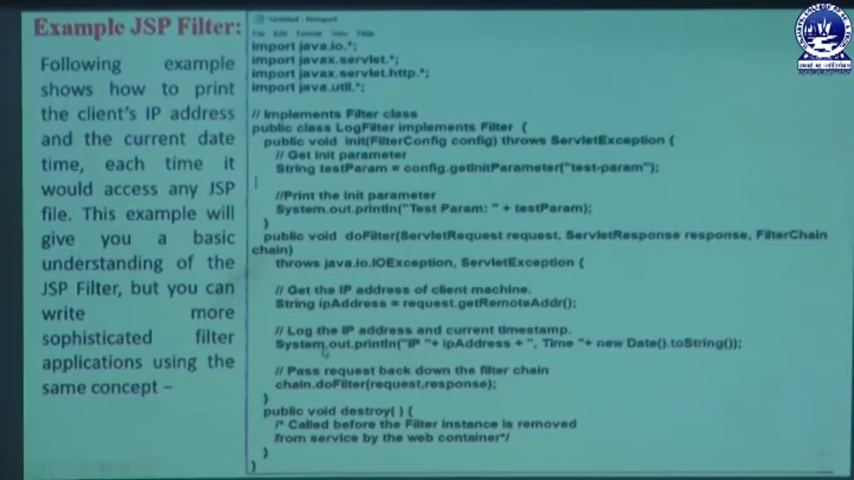 Example JSP Filter:
Following example
shows how to print
the client's IP address
and the current date
time, each time it
would access any JSP
file. This example will
give you a basic
understanding of the
JSP Filter, but you can
write more
sophisticated filter
applications using the
same concept –
Untitled - Notepad
File Edit Format View Help
import java.io.*;
import javax.servlet.*;
import javax.servlet.http.*;
import java.util.*;
// Implements Filter class
public class LogFilter implements Filter {
public void init(FilterConfig config) throws ServletException {
// Get init parameter
String testParam = config.getInitParameter("test-param");
//Print the init parameter
System.out.println("Test Param: " + testParam);
}
public void doFilter(ServletRequest request, ServletResponse response, FilterChain
chain)
throws java.io.IOException, ServletException {
// Get the IP address of client machine.
String ipAddress = request.getRemoteAddr();
// Log the IP address and current timestamp.
System.out.println("IP "+ ipAddress + ", Time "+ new Date().toString());
// Pass request back down the filter chain
chain.doFilter(request,response);
}
public void destroy( ) {
/* Called before the Filter instance is removed
from service by the web container*/
}
}